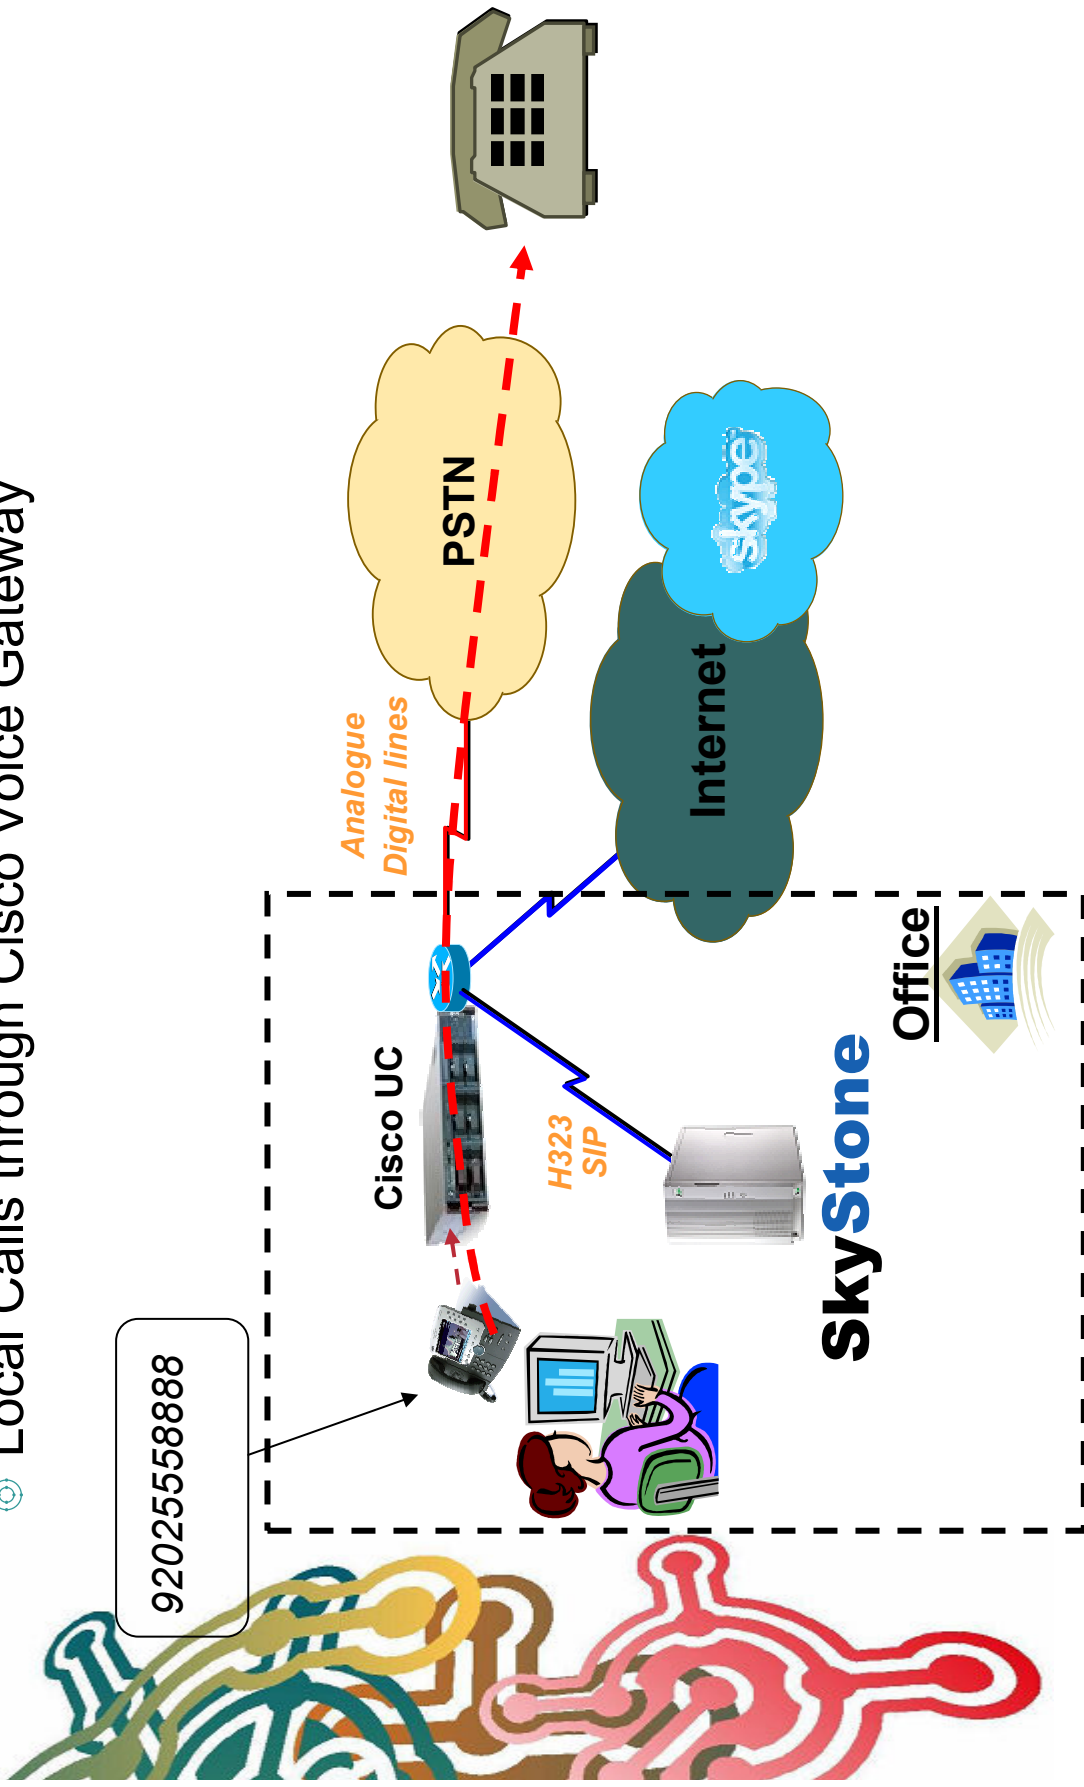 Local Calls through Cisco Voice Gateway
92025558888
Cisco UC
Analogue
Digital lines
PSTN
H323
SIP
Internet
skype
SkyStone
Office